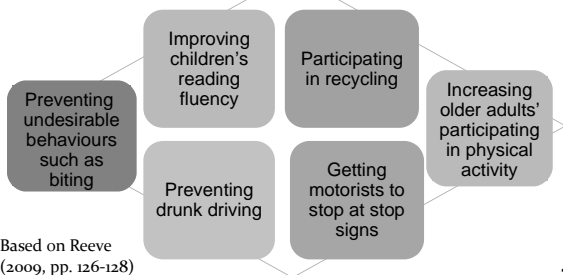 Improving
children's
reading
fluency
Participating
in recycling
Preventing
undesirable
behaviours
such as
biting
Increasing
older adults'
participating
in physical
activity
Preventing
drunk driving
Getting
motorists to
stop at stop
signs
Based on Reeve
(2009, pp. 126-128)